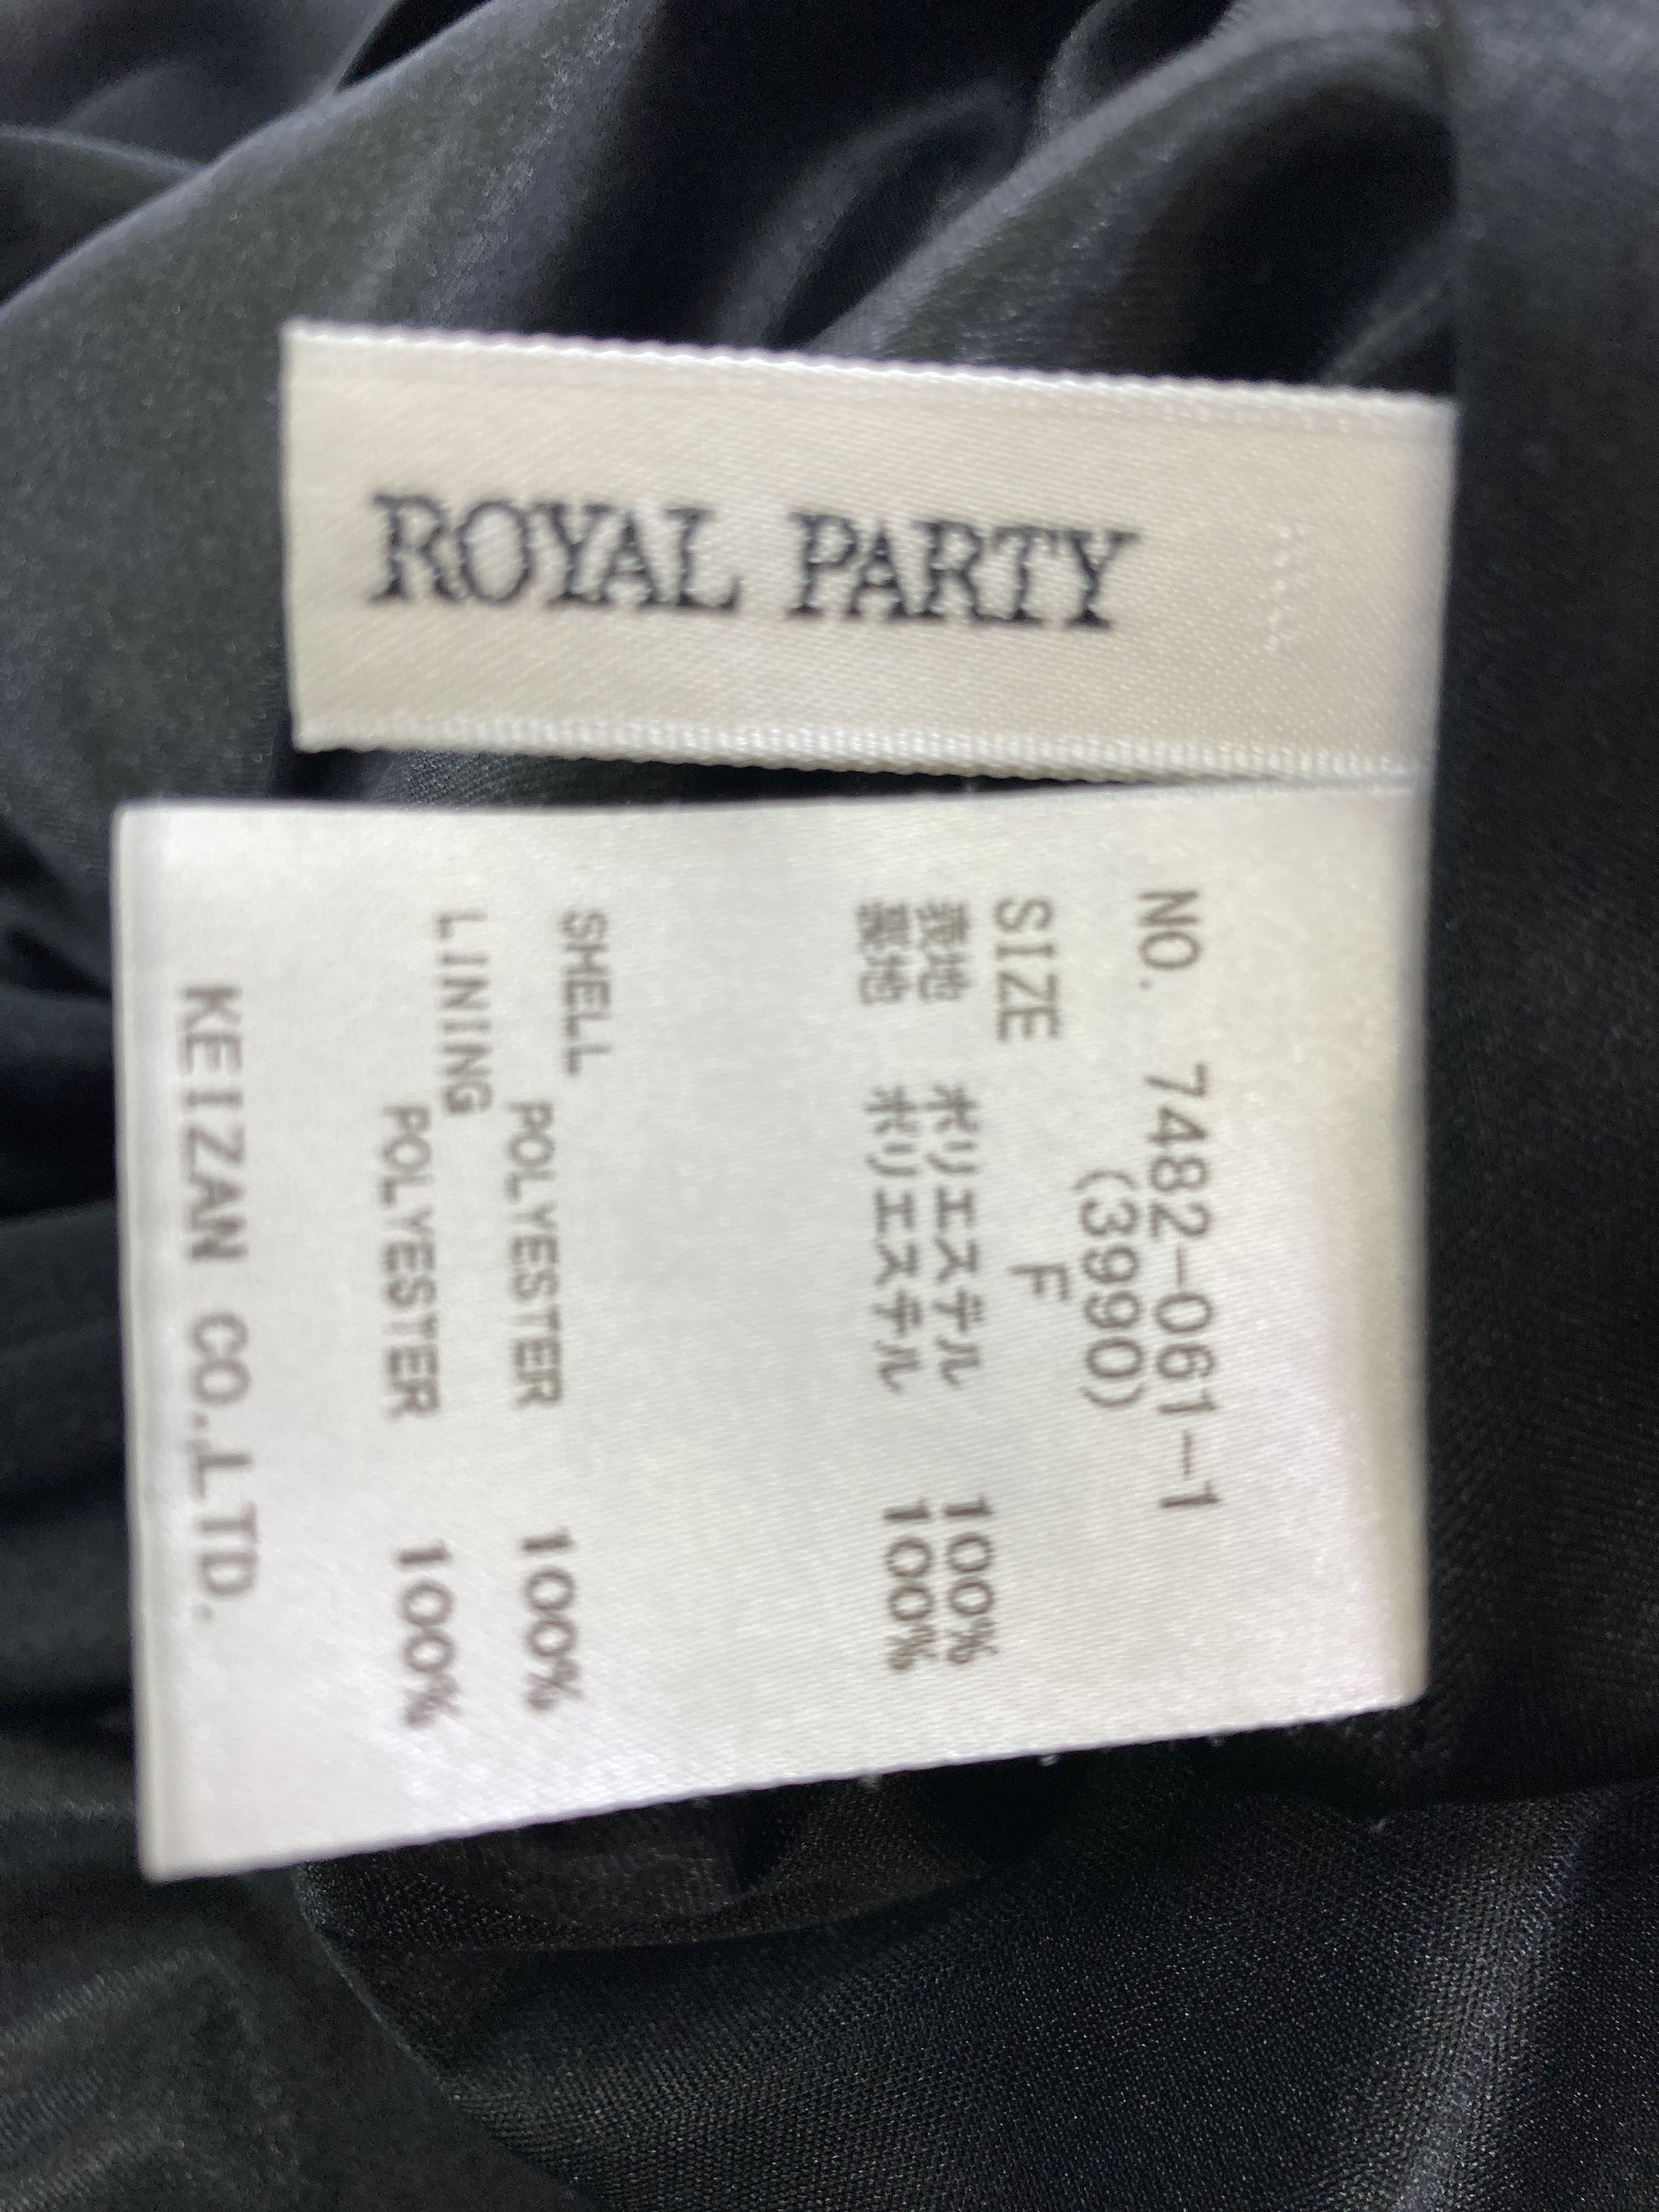 ROYAL PARTY
NO. 7482-061-1
(3990)
SIZE F
表地 ポリエステル 100%
裏地 ポリエステル 100%
SHELL
POLYESTER 100%
LINING
POLYESTER 100%
KEIZAN CO.,LTD.